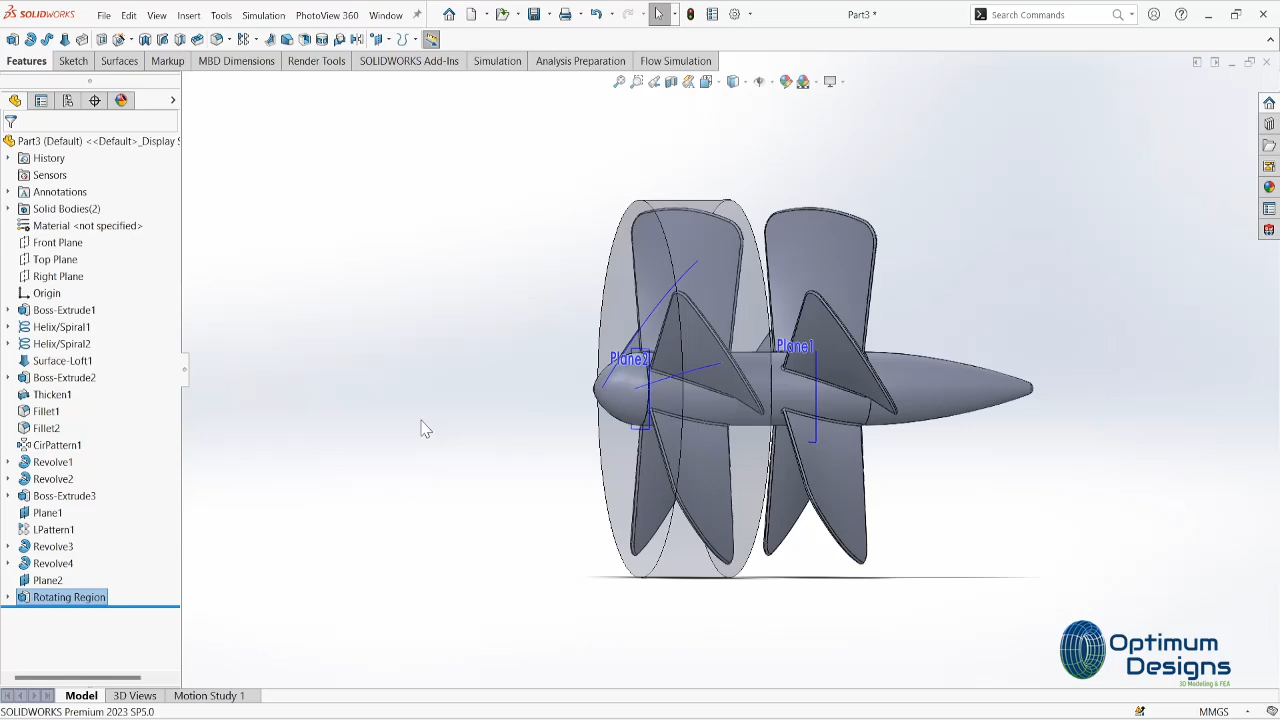 SOLIDWORKS File Edit View Insert Tools Simulation PhotoView 360 Window Part3 * Search Commands
Features Sketch Surfaces Markup MBD Dimensions Render Tools SOLIDWORKS Add-Ins Simulation Analysis Preparation Flow Simulation
Part3 (Default) <<Default>_Display S
History
Sensors
Annotations
Solid Bodies(2)
Material <not specified>
Front Plane
Top Plane
Right Plane
Origin
Boss-Extrude1
Helix/Spiral1
Helix/Spiral2
Surface-Loft1
Boss-Extrude2
Thicken1
Fillet1
Fillet2
CirPattern1
Revolve1
Revolve2
Boss-Extrude3
Plane1
LPattern1
Revolve3
Revolve4
Plane2
Rotating Region
Plane2
Plane1
Optimum
Designs
3D Modeling & FEA
Model 3D Views Motion Study 1
SOLIDWORKS Premium 2023 SP5.0 MMGS